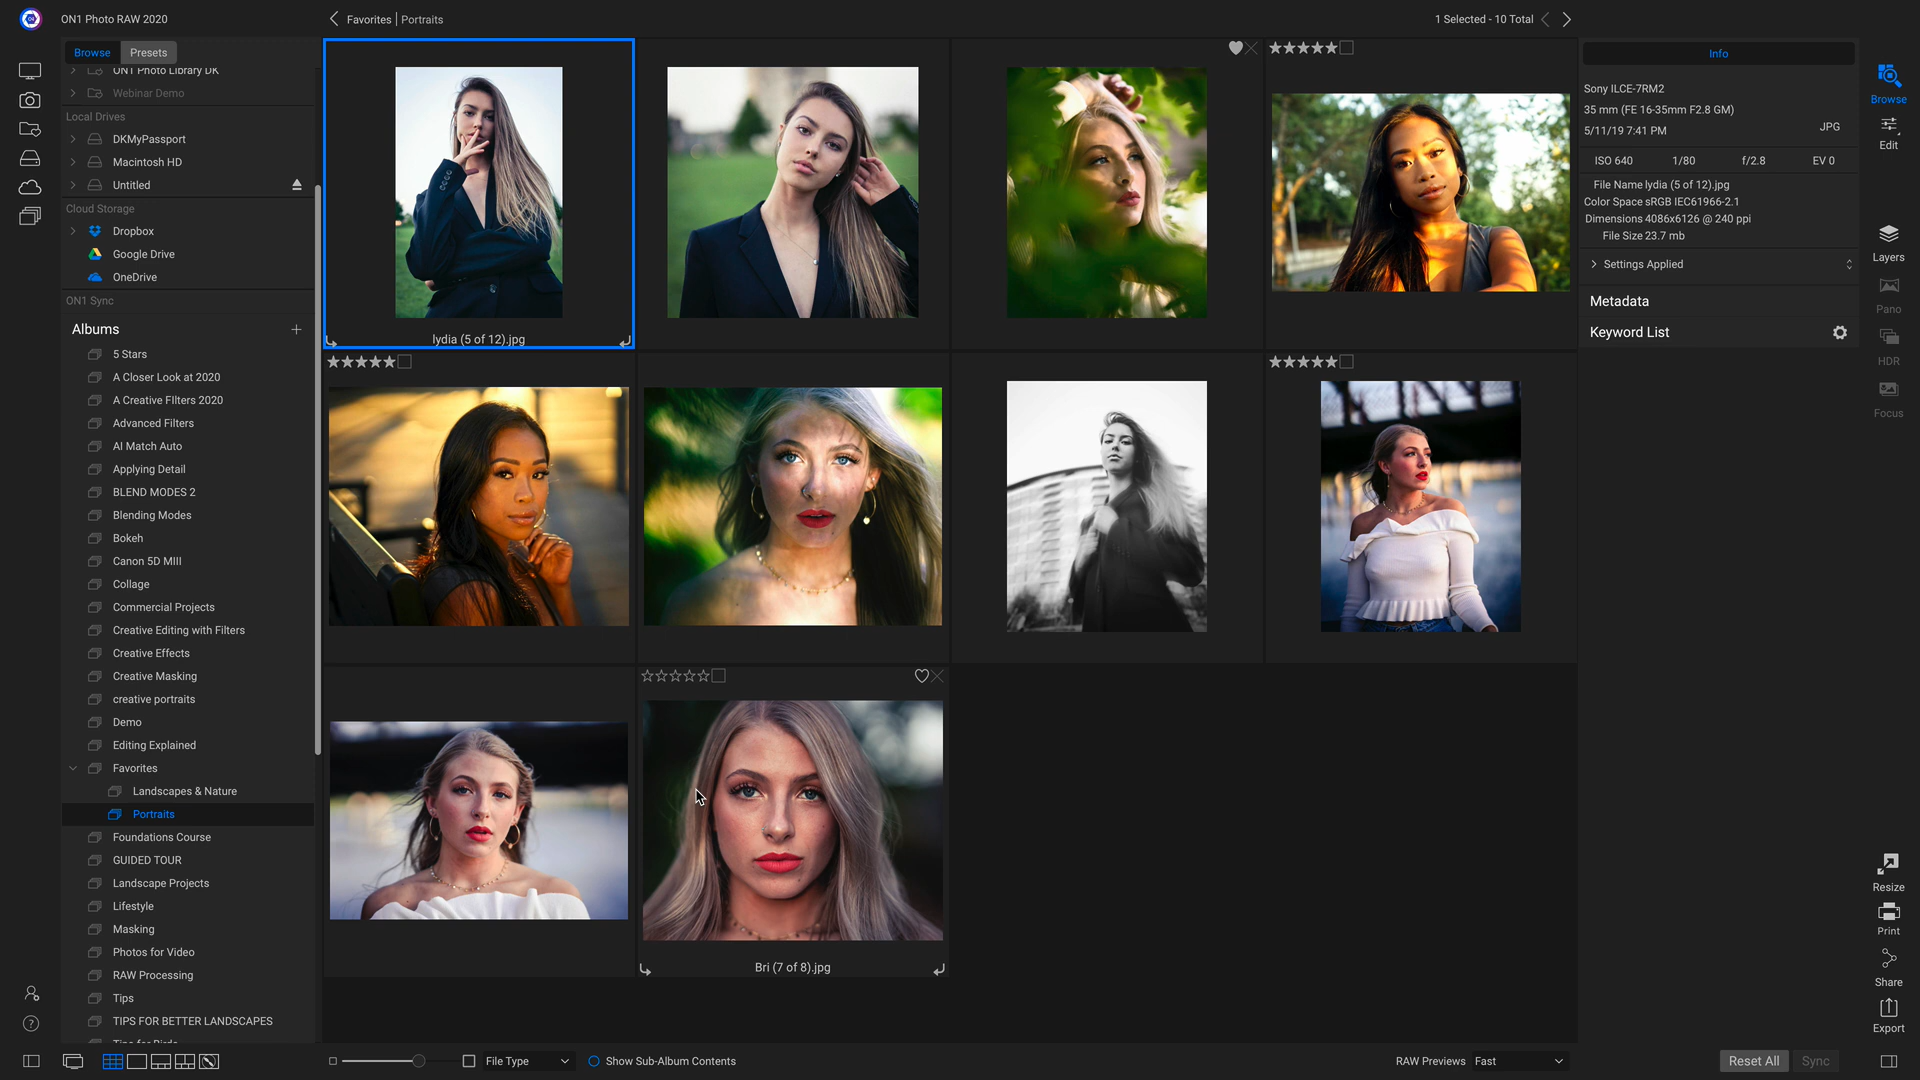 ON1 Photo RAW 2020
Favorites | Portraits
1 Selected - 10 Total
Browse
Presets
ON1 Photo Library DK
Webinar Demo
Local Drives
DKMyPassport
Macintosh HD
Untitled
Cloud Storage
Dropbox
Google Drive
OneDrive
ON1 Sync
Albums
5 Stars
A Closer Look at 2020
A Creative FIlters 2020
Advanced Filters
AI Match Auto
Applying Detail
BLEND MODES 2
Blending Modes
Bokeh
Canon 5D MIII
Collage
Commercial Projects
Creative Editing with Filters
Creative Effects
Creative Masking
creative portraits
Demo
Editing Explained
Favorites
Landscapes & Nature
Portraits
Foundations Course
GUIDED TOUR
Landscape Projects
Lifestyle
Masking
Photos for Video
RAW Processing
Tips
TIPS FOR BETTER LANDSCAPES
lydia (5 of 12).jpg
Bri (7 of 8).jpg
Info
Sony ILCE-7RM2
35 mm (FE 16-35mm F2.8 GM)
5/11/19 7:41 PM
JPG
ISO 640 1/80 f/2.8 EV 0
File Name lydia (5 of 12).jpg
Color Space sRGB IEC61966-2.1
Dimensions 4086x6126 @ 240 ppi
File Size 23.7 mb
Settings Applied
Metadata
Keyword List
Browse
Edit
Layers
Pano
HDR
Focus
Resize
Print
Share
Export
File Type
Show Sub-Album Contents
RAW Previews Fast
Reset All
Sync